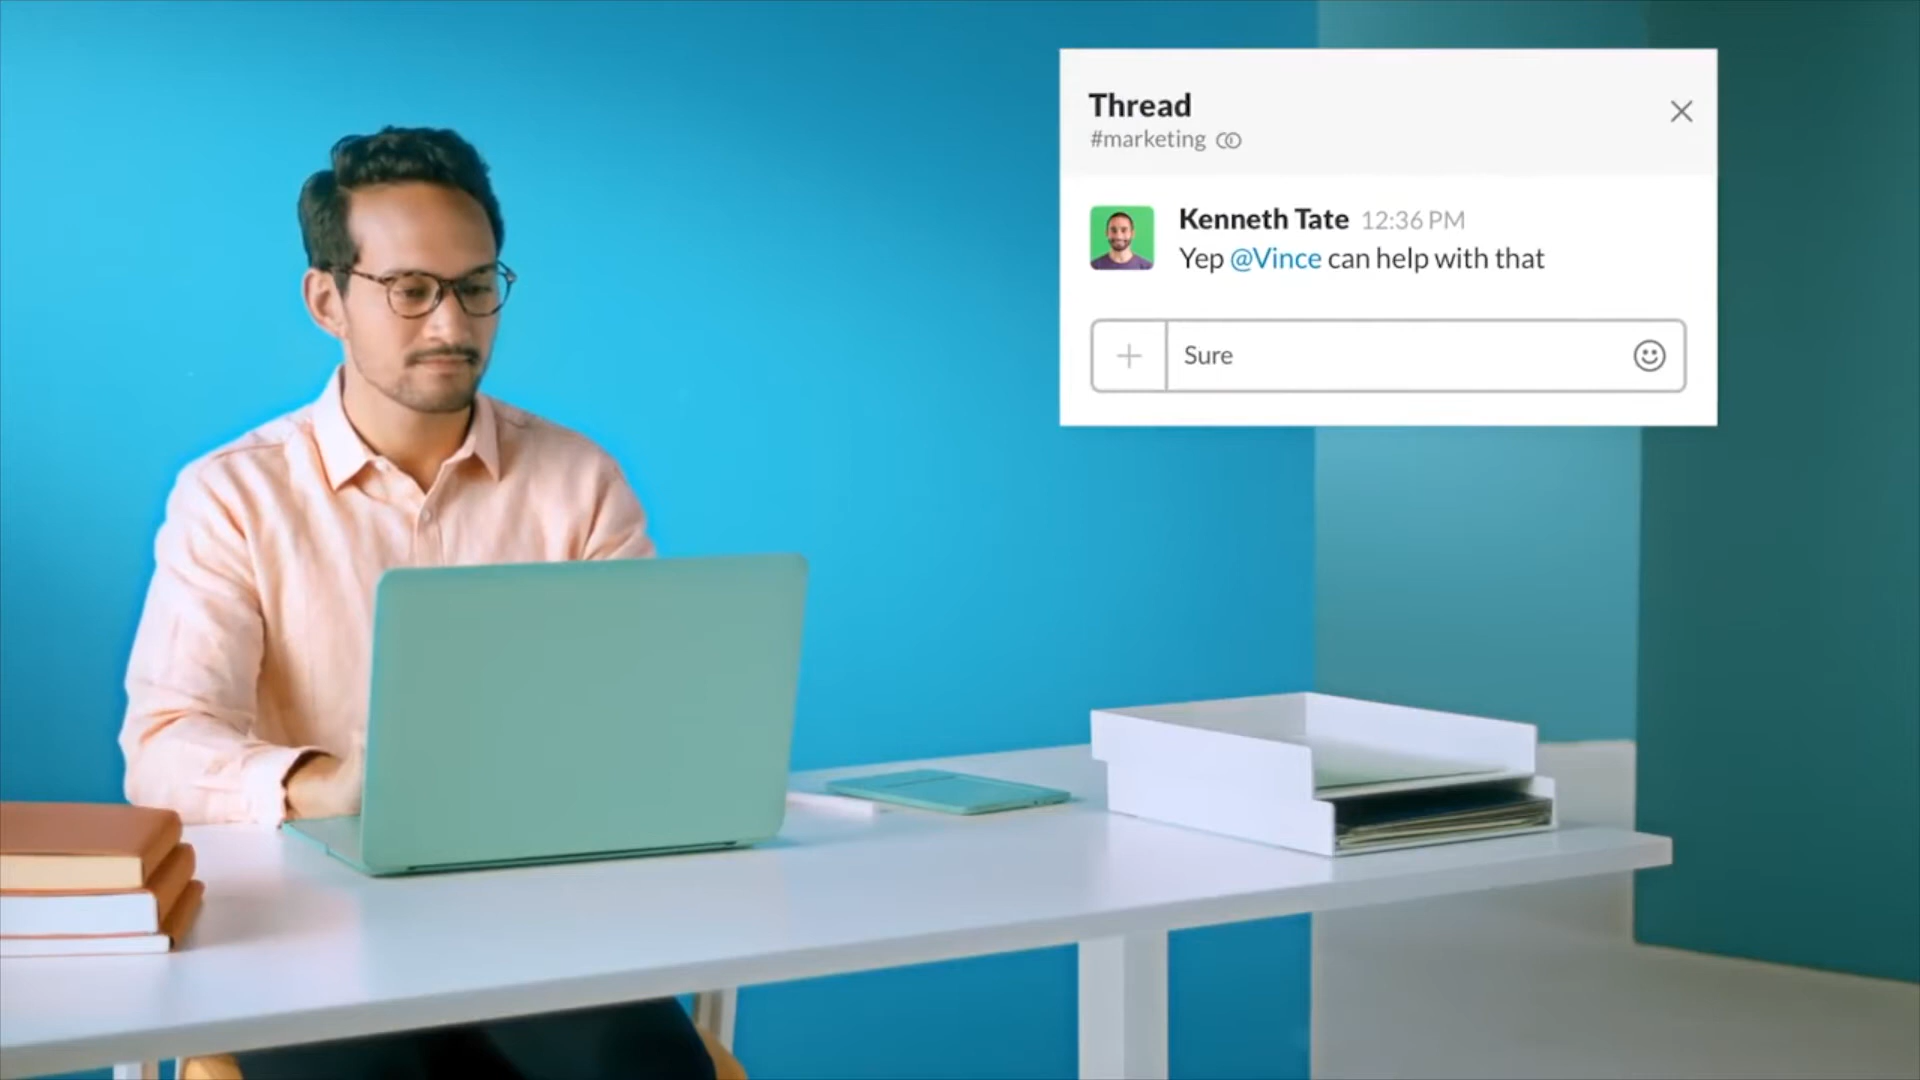 Thread
#marketing
Kenneth Tate 12:36 PM
Yep @Vince can help with that
Sure